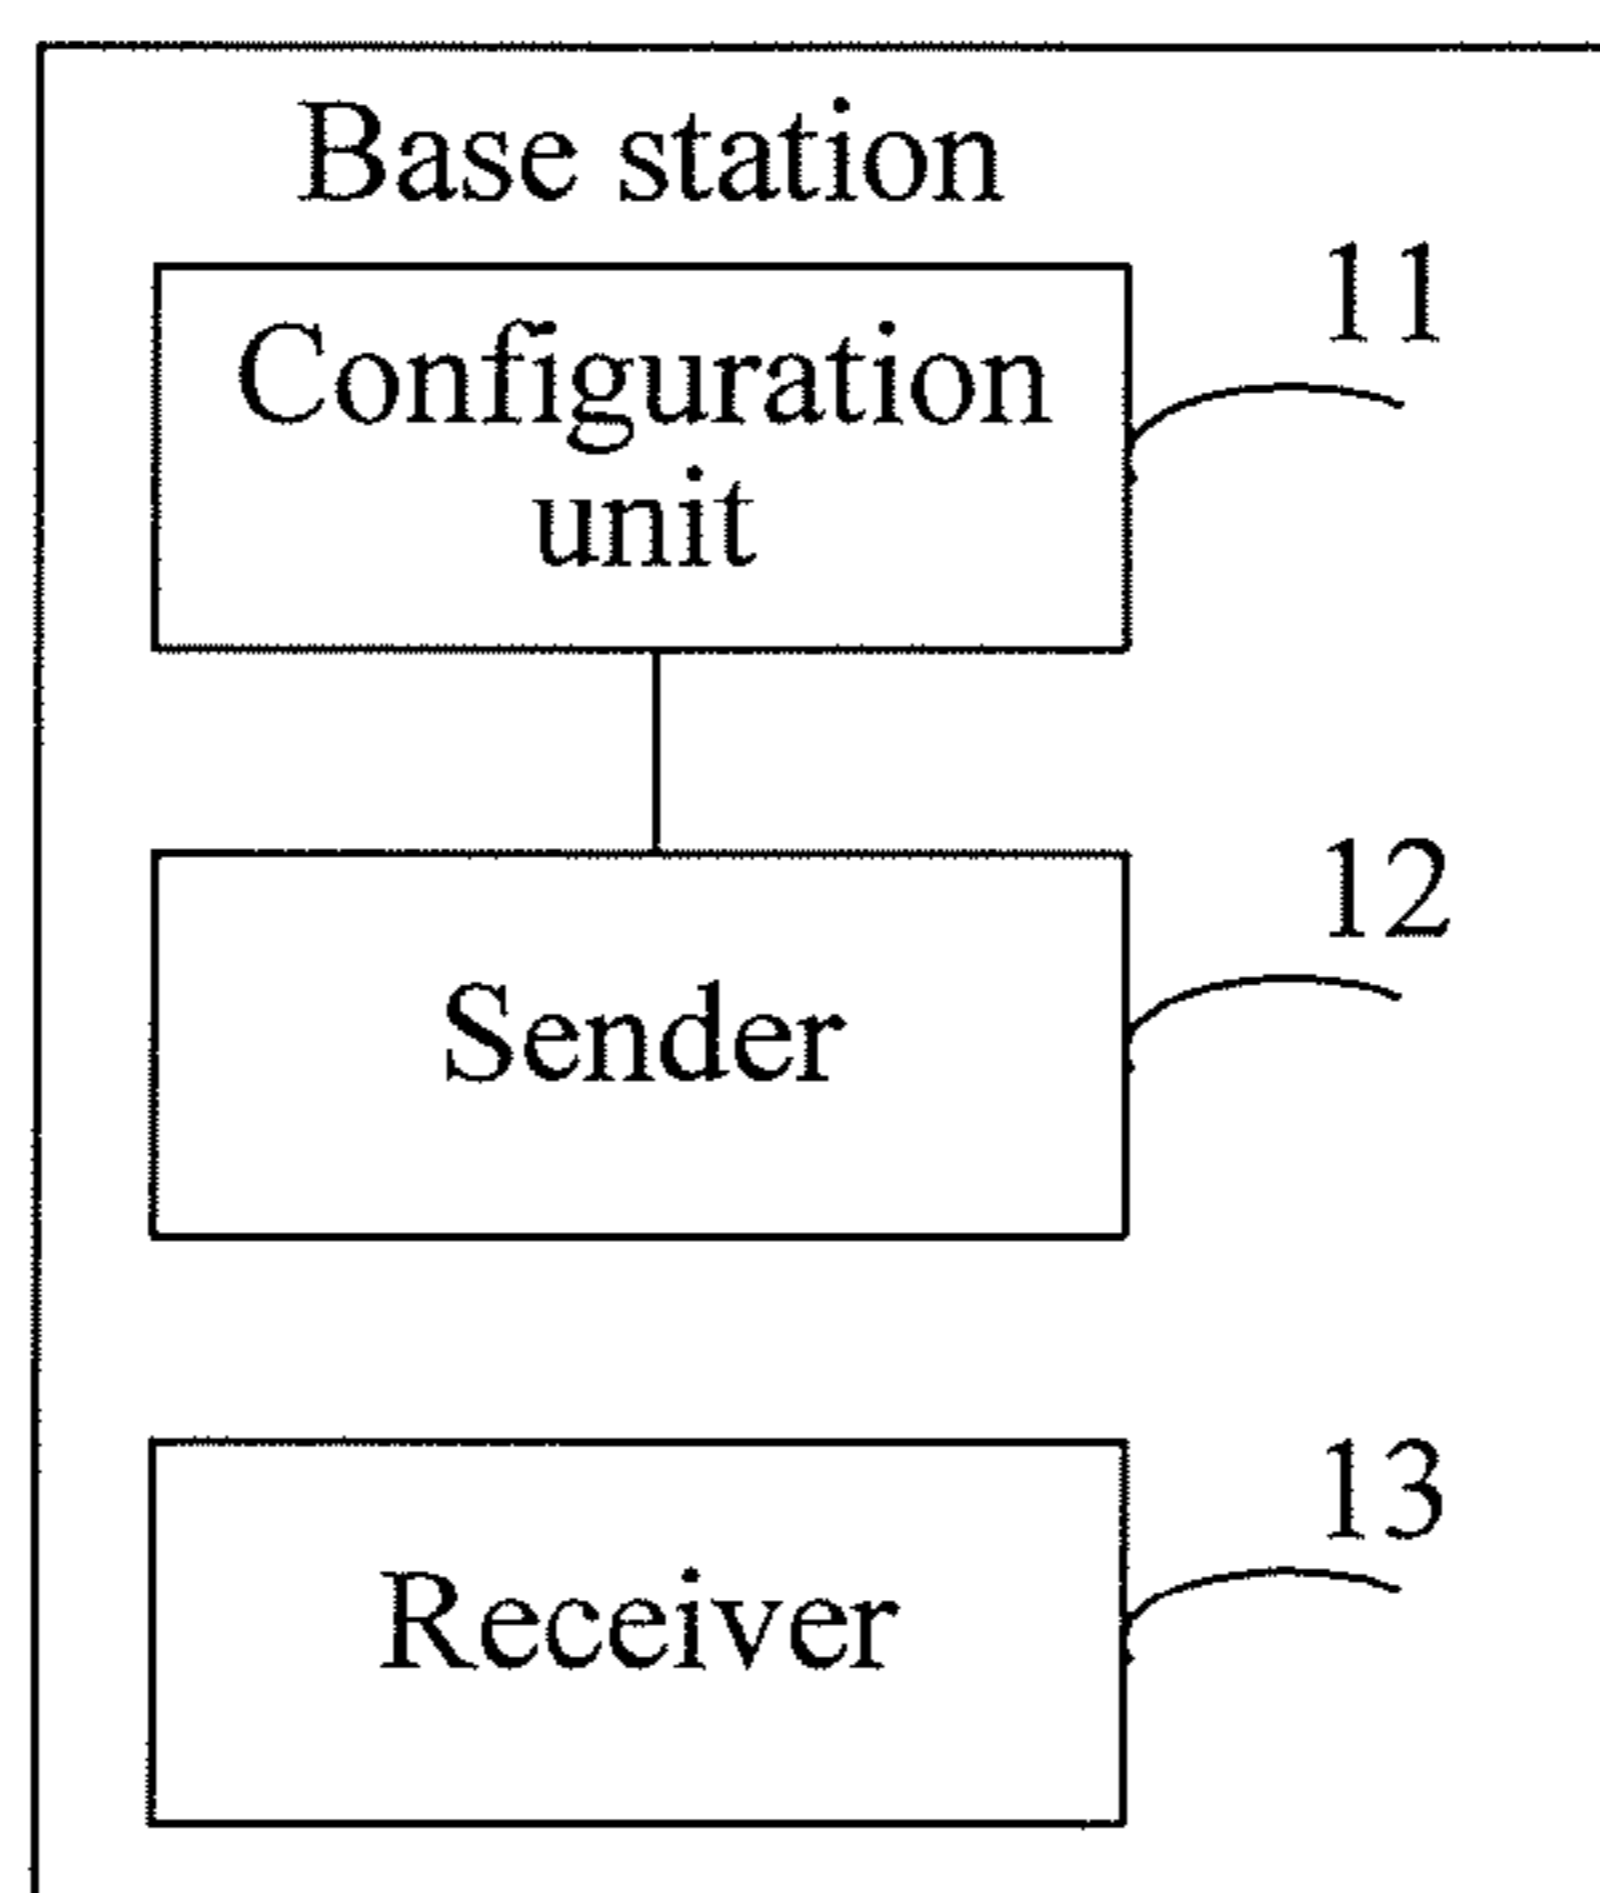 Base station
11
Configuration
unit
12
Sender
13
Receiver